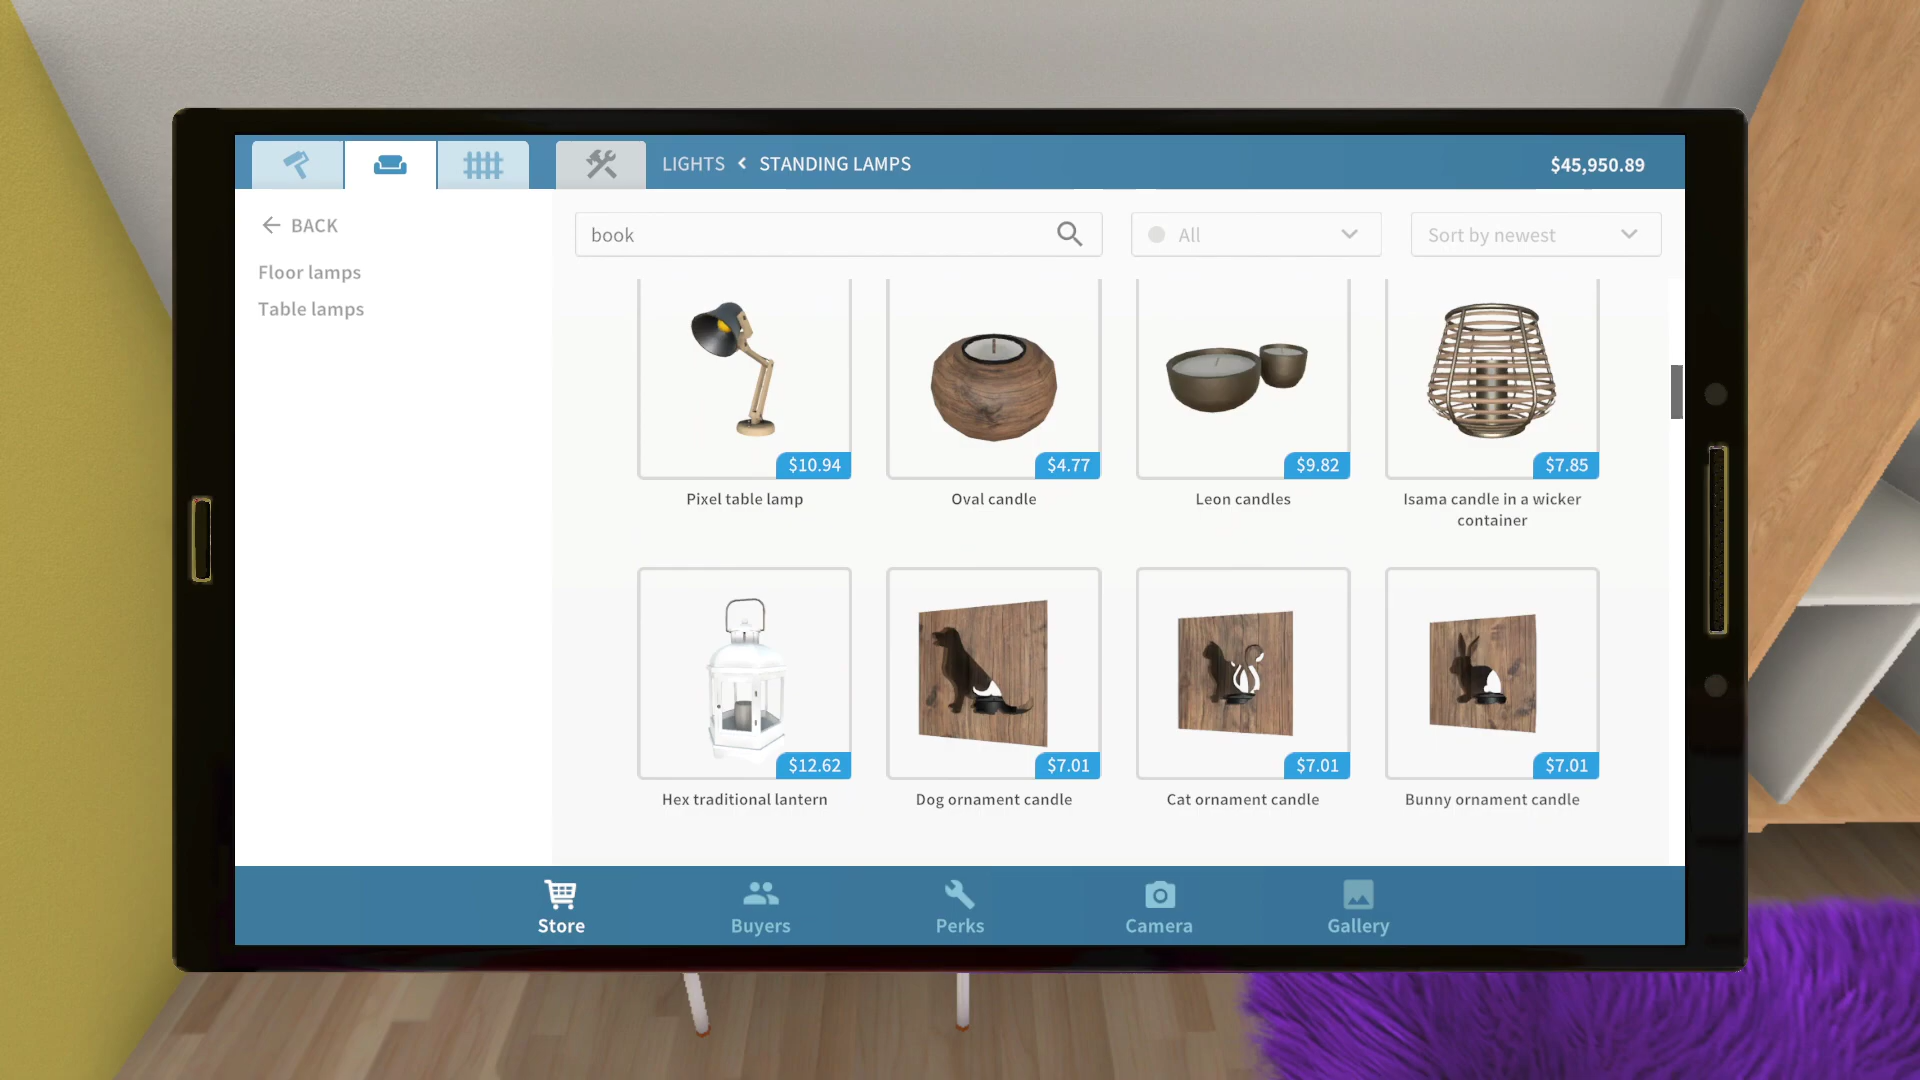 LIGHTS < STANDING LAMPS
$45,950.89
BACK
Floor lamps
Table lamps
book
All
Sort by newest
$10.94
$4.77
$9.82
$7.85
Pixel table lamp
Oval candle
Leon candles
Isama candle in a wicker
container
$12.62
$7.01
$7.01
$7.01
Hex traditional lantern
Dog ornament candle
Cat ornament candle
Bunny ornament candle
Store
Buyers
Perks
Camera
Gallery